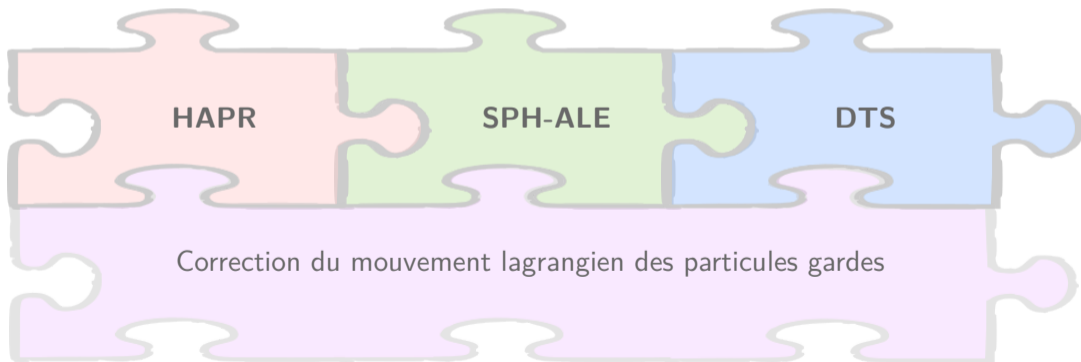 HAPR SPH-ALE DTS
Correction du mouvement lagrangien des particules gardes